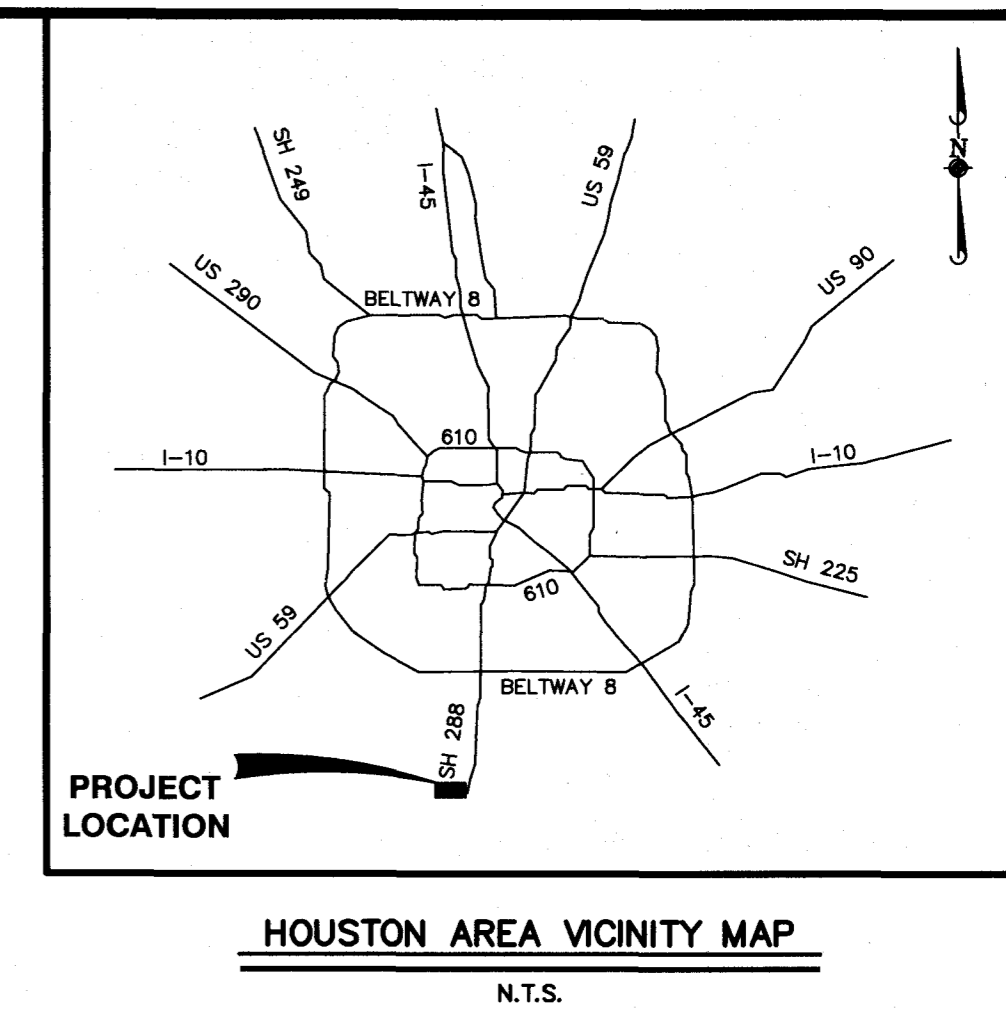 SH 249
I-45
US 59
N
US 290
US 90
BELTWAY 8
610
I-10
I-10
SH 225
610
US 59
BELTWAY 8
I-45
SH 288
PROJECT
LOCATION
HOUSTON AREA VICINITY MAP
N.T.S.